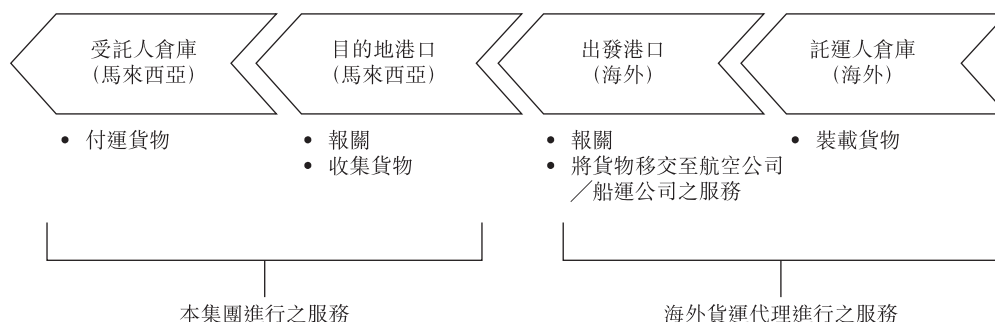 受託人倉庫
（馬來西亞）
目的地港口
（馬來西亞）
出發港口
（海外）
託運人倉庫
（海外）
• 付運貨物
• 報關
• 收集貨物
• 報關
• 將貨物移交至航空公司
／船運公司之服務
• 裝載貨物
本集團進行之服務
海外貨運代理進行之服務